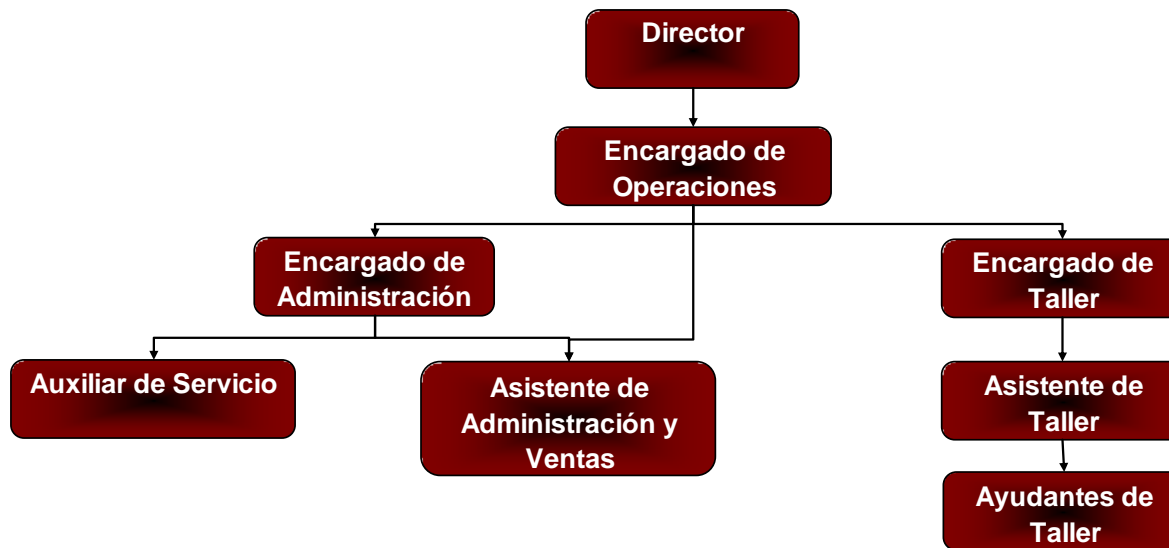 Director
Encargado de
Operaciones
Encargado de
Administración
Encargado de
Taller
Auxiliar de Servicio
Asistente de
Administración y
Ventas
Asistente de
Taller
Ayudantes de
Taller